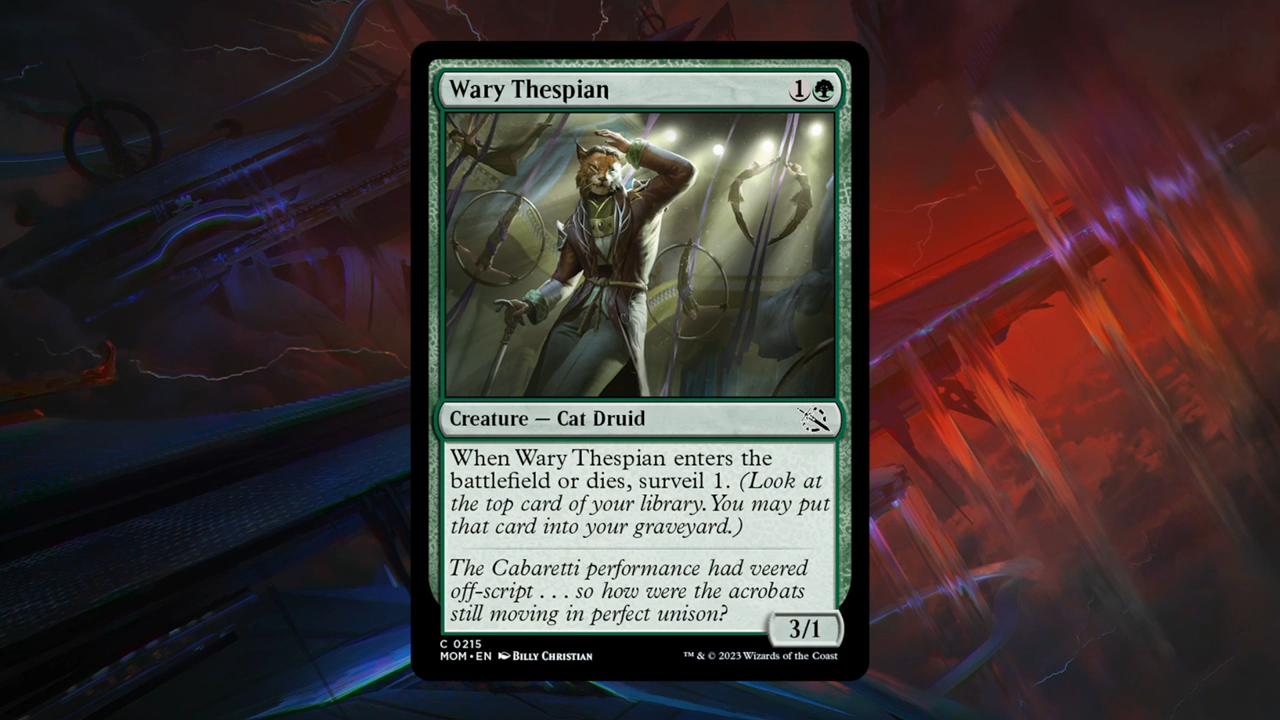 Wary Thespian 1
Creature — Cat Druid
When Wary Thespian enters the
battlefield or dies, surveil 1. (Look at
the top card of your library. You may put
that card into your graveyard.)
The Cabaretti performance had veered
off-script . . . so how were the acrobats
still moving in perfect unison?
3/1
C 0215
MOM • EN BILLY CHRISTIAN
™ & © 2023 Wizards of the Coast